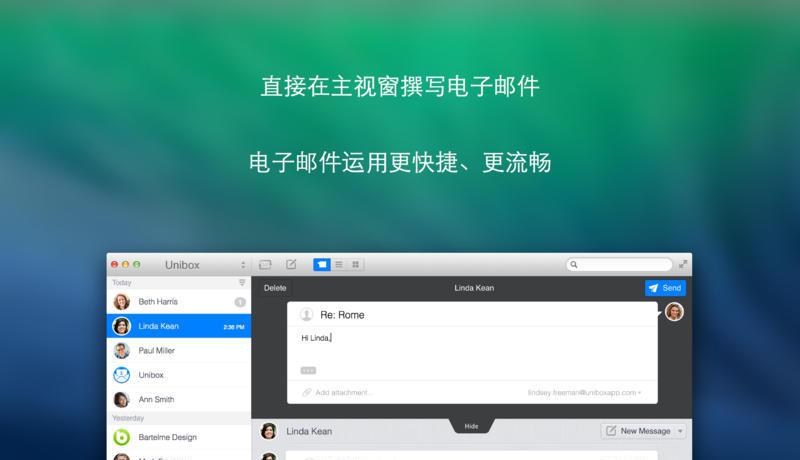 直接在主视窗撰写电子邮件
电子邮件运用更快捷、更流畅
Unibox
Today
Delete
Linda Kean
Send
Beth Harris
1
Re: Rome
Linda Kean
2:36 PM
Hi Linda,
Paul Miller
Unibox
Add attachment...
lindsey.freeman@uniboxapp.com
Ann Smith
Yesterday
Hide
Linda Kean
New Message
Bartelme Design